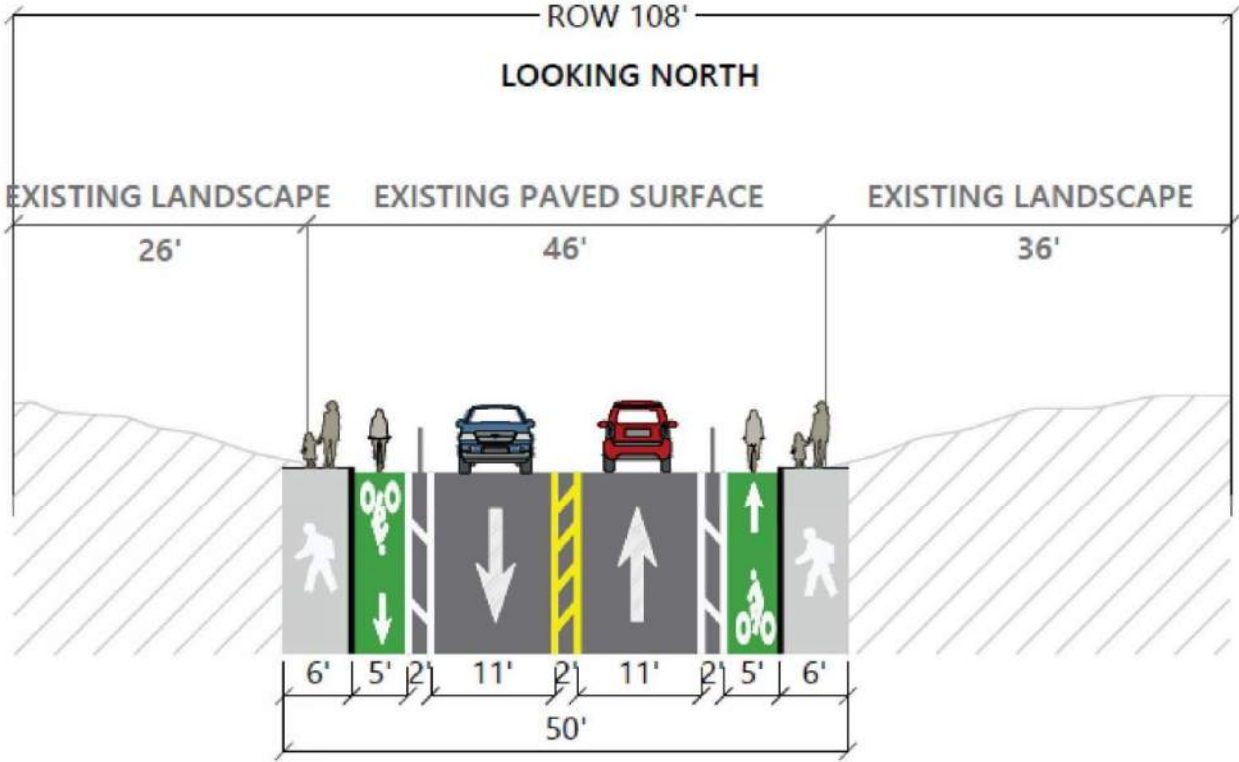 ROW 108'
LOOKING NORTH
EXISTING LANDSCAPE EXISTING PAVED SURFACE EXISTING LANDSCAPE
26' 46' 36'
6' 5' 2' 11' 2' 11' 2' 5' 6'
50'